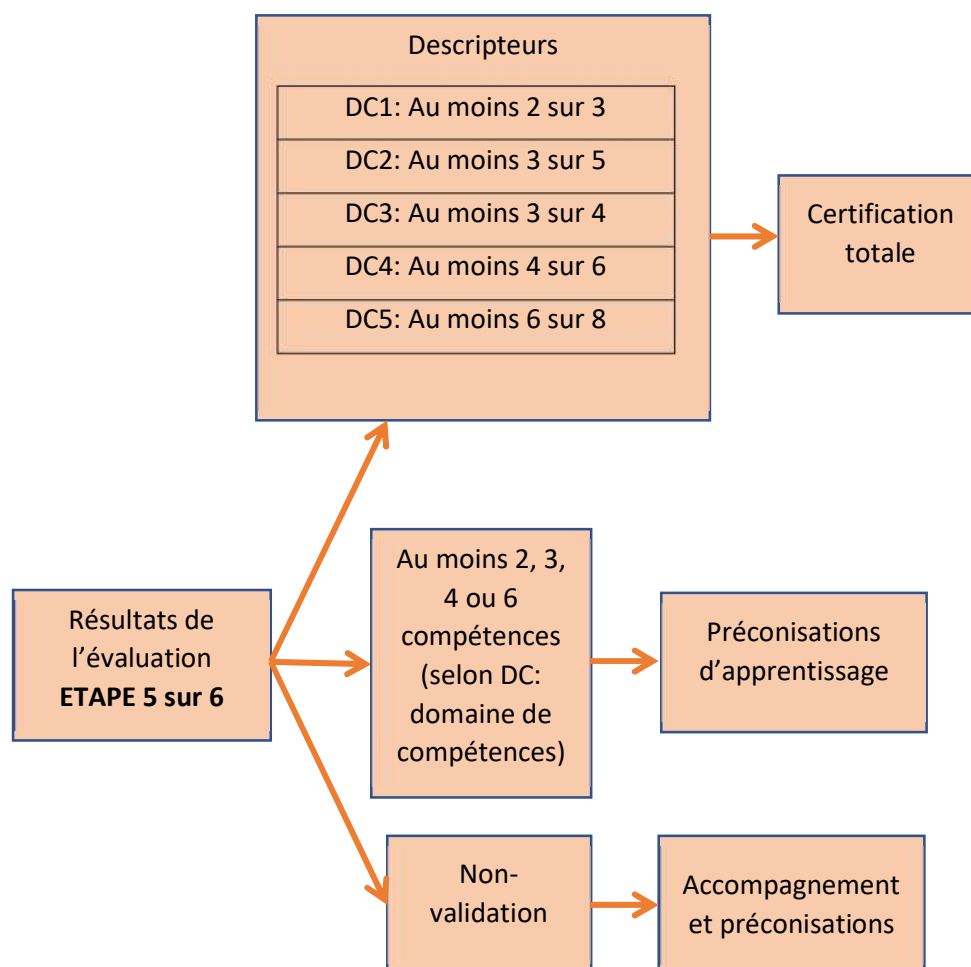 Descripteurs
DC1: Au moins 2 sur 3
DC2: Au moins 3 sur 5
DC3: Au moins 3 sur 4
DC4: Au moins 4 sur 6
DC5: Au moins 6 sur 8
Certification
totale
Résultats de
l’évaluation
ETAPE 5 sur 6
Au moins 2, 3,
4 ou 6
compétences
(selon DC:
domaine de
compétences)
Préconisations
d’apprentissage
Non-
validation
Accompagnement
et préconisations